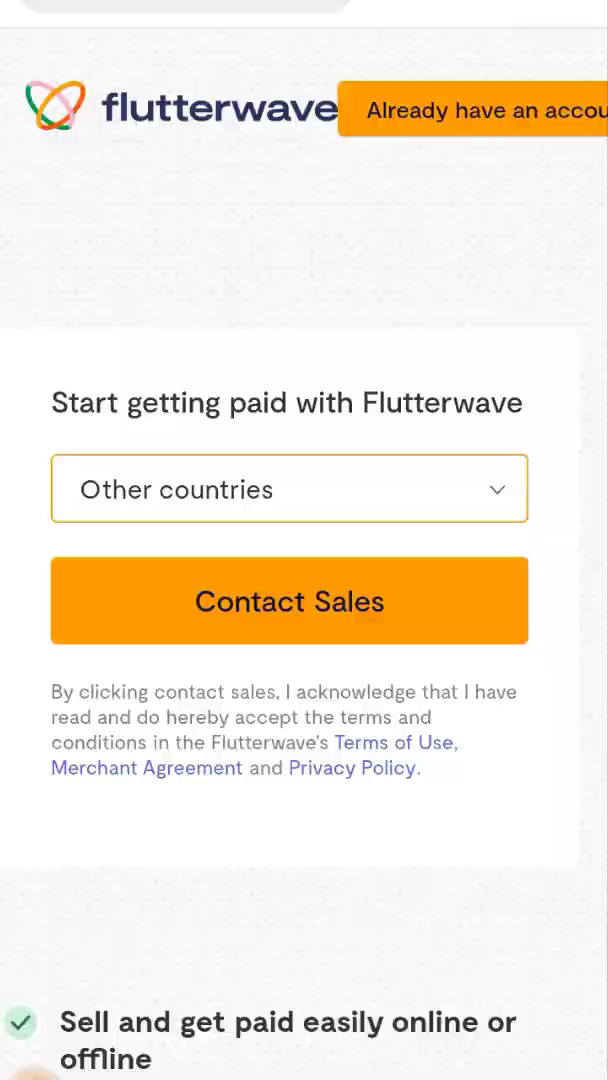 flutterwave
Already have an accou
Start getting paid with Flutterwave
Other countries
Contact Sales
By clicking contact sales, I acknowledge that I have
read and do hereby accept the terms and
conditions in the Flutterwave's Terms of Use,
Merchant Agreement and Privacy Policy.
Sell and get paid easily online or
offline